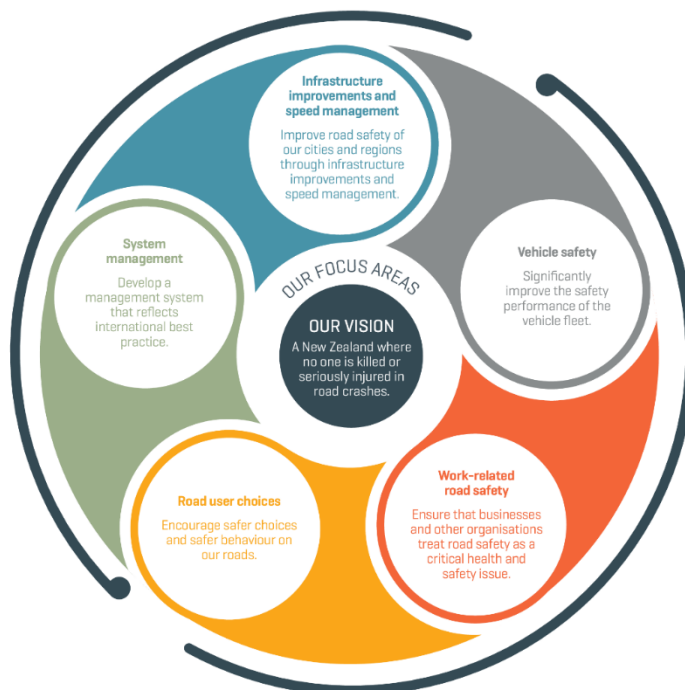 Infrastructure
improvements and
speed management
Improve road safety of
our cities and regions
through infrastructure
improvements and
speed management.
Vehicle safety
Significantly
improve the safety
performance of the
vehicle fleet.
Work-related
road safety
Ensure that businesses
and other organisations
treat road safety as a
critical health and
safety issue.
Road user choices
Encourage safer choices
and safer behaviour on
our roads.
System
management
Develop a
management system
that reflects
international best
practice.
OUR FOCUS AREAS
OUR VISION
A New Zealand where
no one is killed or
seriously injured in
road crashes.